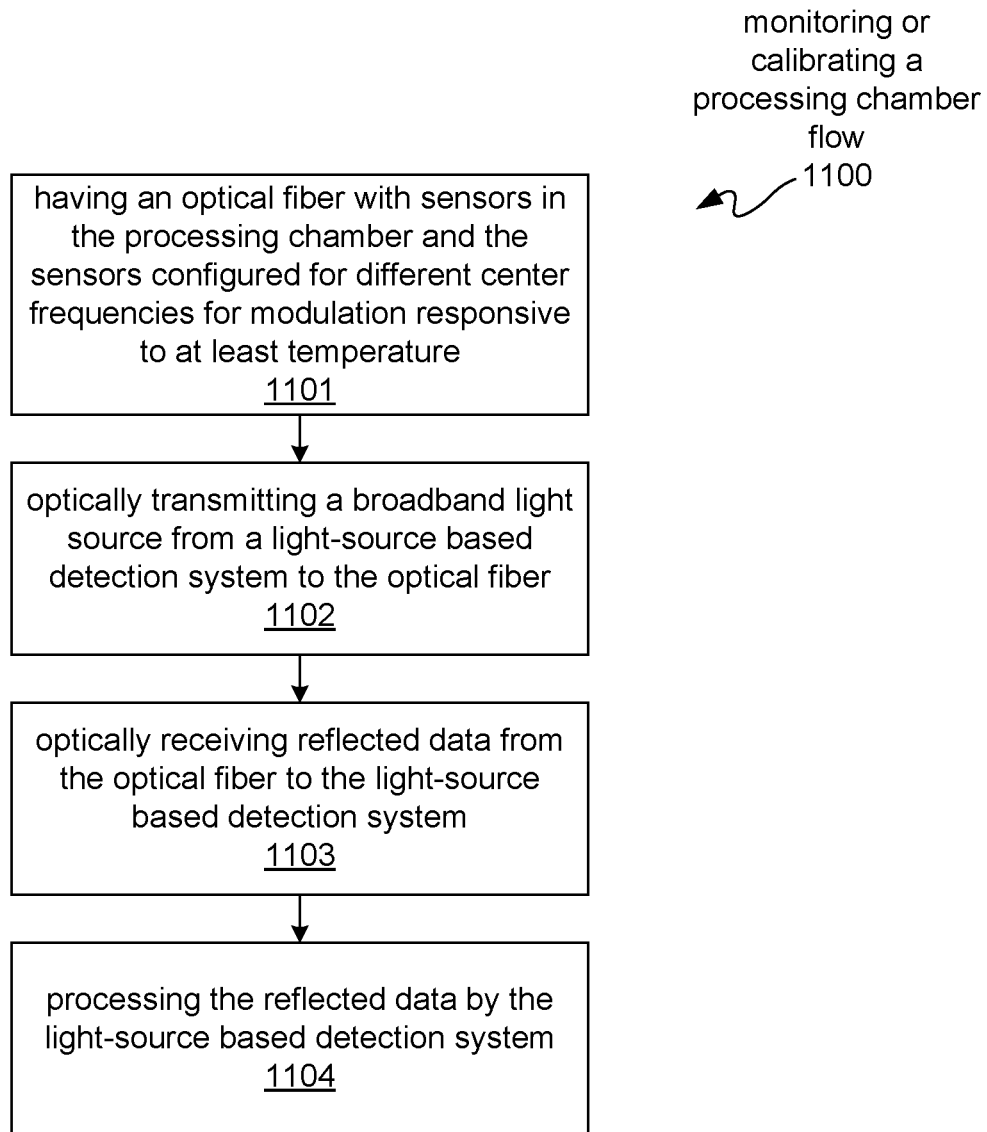 monitoring or
calibrating a
processing chamber
flow
1100
having an optical fiber with sensors in
the processing chamber and the
sensors configured for different center
frequencies for modulation responsive
to at least temperature
1101
optically transmitting a broadband light
source from a light-source based
detection system to the optical fiber
1102
optically receiving reflected data from
the optical fiber to the light-source
based detection system
1103
processing the reflected data by the
light-source based detection system
1104